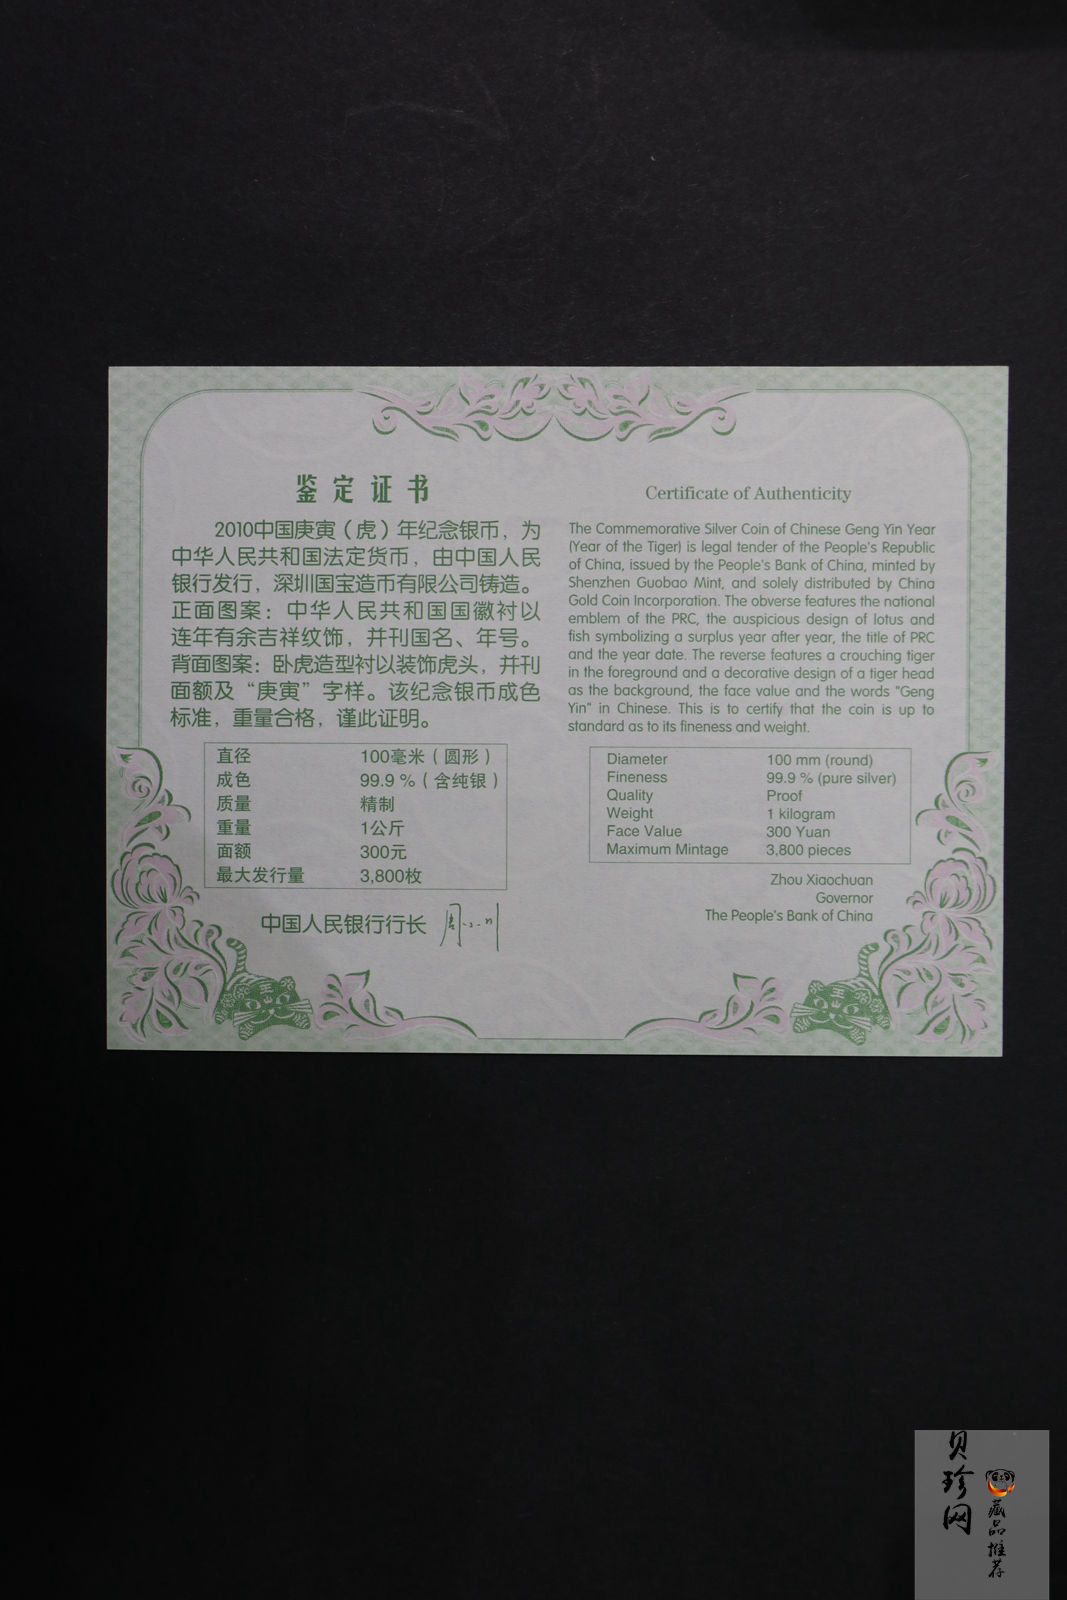 鉴定证书
2010中国庚寅（虎）年纪念银币，为
中华人民共和国法定货币，由中国人民
银行发行，深圳国宝造币有限公司铸造。
正面图案：中华人民共和国国徽衬以
连年有余吉祥纹饰，并刊国名、年号。
背面图案：卧虎造型衬以装饰虎头，并刊
面额及“庚寅”字样。该纪念银币成色
标准，重量合格，谨此证明。
直径 100毫米（圆形）
成色 99.9 %（含纯银）
质量 精制
重量 1公斤
面额 300元
最大发行量 3,800枚
中国人民银行行长
Certificate of Authenticity
The Commemorative Silver Coin of Chinese Geng Yin Year
(Year of the Tiger) is legal tender of the People's Republic
of China, issued by the People's Bank of China, minted by
Shenzhen Guobao Mint, and solely distributed by China
Gold Coin Incorporation. The obverse features the national
emblem of the PRC, the auspicious design of lotus and
fish symbolizing a surplus year after year, the title of PRC
and the year date. The reverse features a crouching tiger
in the foreground and a decorative design of a tiger head
as the background, the face value and the words "Geng
Yin" in Chinese. This is to certify that the coin is up to
standard as to its fineness and weight.
Diameter 100 mm (round)
Fineness 99.9 % (pure silver)
Quality Proof
Weight 1 kilogram
Face Value 300 Yuan
Maximum Mintage 3,800 pieces
Zhou Xiaochuan
Governor
The People's Bank of China
王
王
贝珍网
藏品推荐